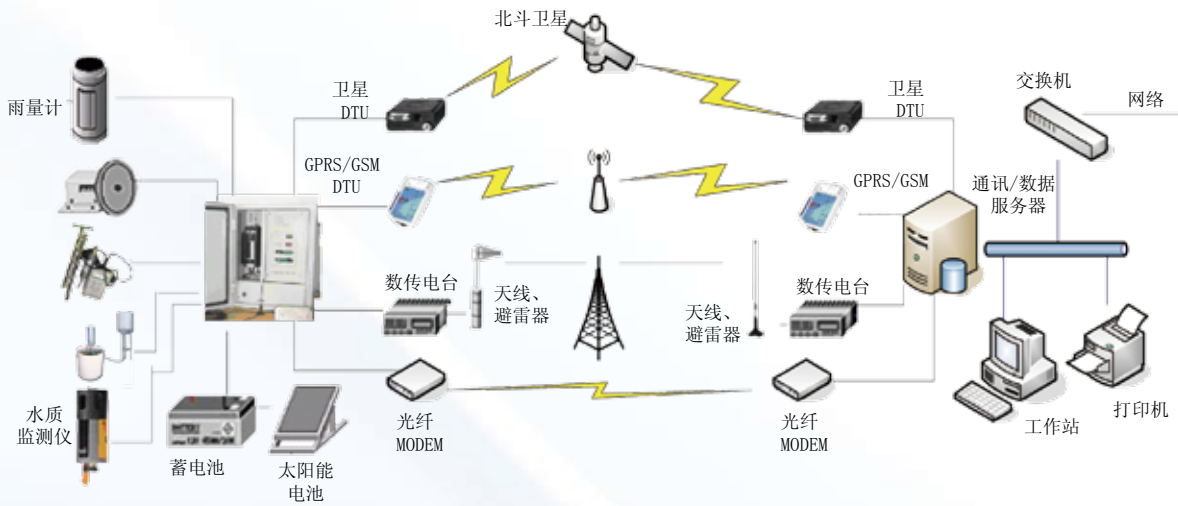 北斗卫星
雨量计
卫星
DTU
卫星
DTU
交换机
网络
GPRS/GSM
DTU
GPRS/GSM
通讯/数据
服务器
数传电台
天线、
避雷器
天线、
避雷器
数传电台
水质
监测仪
BATTERY
蓄电池
太阳能
电池
光纤
MODEM
光纤
MODEM
工作站
打印机